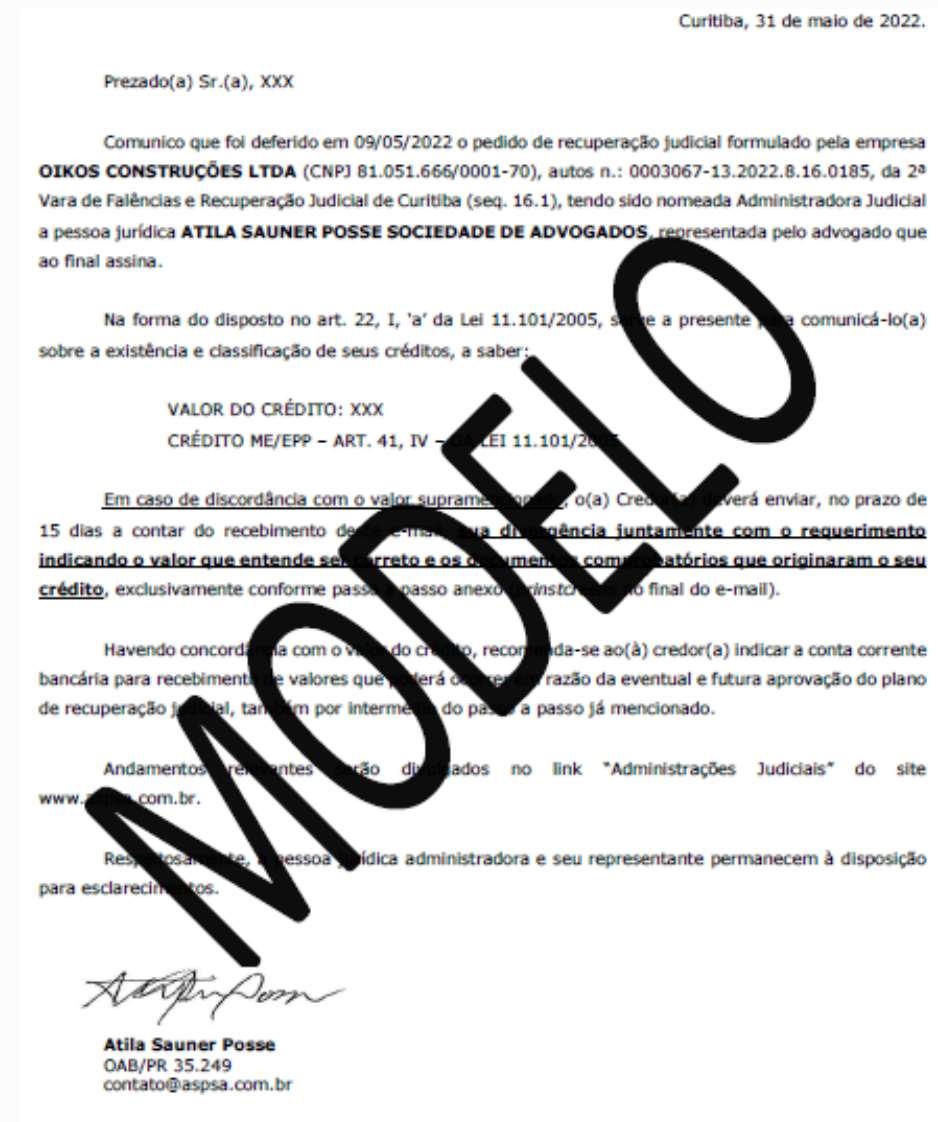 Curitiba, 31 de maio de 2022.
Prezado(a) Sr.(a), XXX
Comunico que foi deferido em 09/05/2022 o pedido de recuperação judicial formulado pela empresa
OIKOS CONSTRUÇÕES LTDA (CNPJ 81.051.666/0001-70), autos n.: 0003067-13.2022.8.16.0185, da 2ª
Vara de Falências e Recuperação Judicial de Curitiba (seq. 16.1), tendo sido nomeada Administradora Judicial
a pessoa jurídica ATILA SAUNER POSSE SOCIEDADE DE ADVOGADOS, representada pelo advogado que
ao final assina.
Na forma do disposto no art. 22, I, 'a' da Lei 11.101/2005, serve a presente para comunicá-lo(a)
sobre a existência e classificação de seus créditos, a saber:
VALOR DO CRÉDITO: XXX
CRÉDITO ME/EPP – ART. 41, IV – DA LEI 11.101/2005
Em caso de discordância com o valor supramencionado, o(a) Credor(a) deverá enviar, no prazo de
15 dias a contar do recebimento deste e-mail, sua divergência juntamente com o requerimento
indicando o valor que entende ser correto e os documentos comprobatórios que originaram o seu
crédito, exclusivamente conforme passo a passo anexo (prinstcreens no final do e-mail).
Havendo concordância com o valor do crédito, recomenda-se ao(à) credor(a) indicar a conta corrente
bancária para recebimento de valores que poderá ocorrer em razão da eventual e futura aprovação do plano
de recuperação judicial, também por intermédio do passo a passo já mencionado.
Andamentos relevantes serão divulgados no link "Administrações Judiciais" do site
www.aspsa.com.br.
Respeitosamente, a pessoa jurídica administradora e seu representante permanecem à disposição
para esclarecimentos.
MODELO
Atila Sauner Posse
OAB/PR 35.249
contato@aspsa.com.br